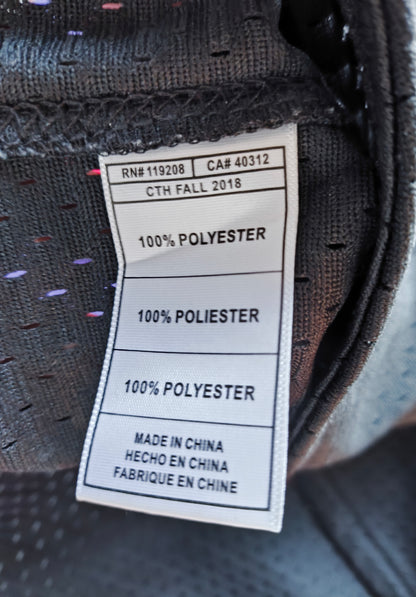 RN# 119208 CA# 40312
CTH FALL 2018
100% POLYESTER
100% POLIESTER
100% POLYESTER
MADE IN CHINA
HECHO EN CHINA
FABRIQUE EN CHINE